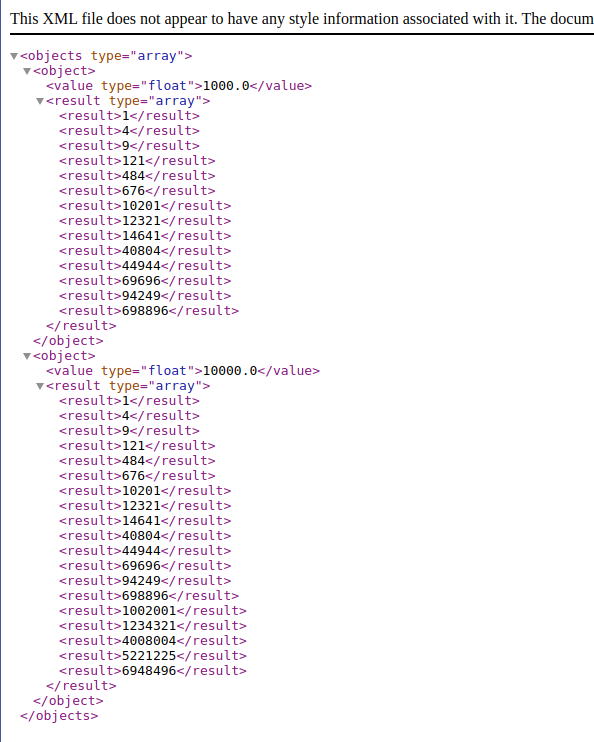 This XML file does not appear to have any style information associated with it. The docum
<objects type="array">
<object>
<value type="float">1000.0</value>
<result type="array">
<result>1</result>
<result>4</result>
<result>9</result>
<result>121</result>
<result>484</result>
<result>676</result>
<result>10201</result>
<result>12321</result>
<result>14641</result>
<result>40804</result>
<result>44944</result>
<result>69696</result>
<result>94249</result>
<result>698896</result>
</result>
</object>
<object>
<value type="float">10000.0</value>
<result type="array">
<result>1</result>
<result>4</result>
<result>9</result>
<result>121</result>
<result>484</result>
<result>676</result>
<result>10201</result>
<result>12321</result>
<result>14641</result>
<result>40804</result>
<result>44944</result>
<result>69696</result>
<result>94249</result>
<result>698896</result>
<result>1002001</result>
<result>1234321</result>
<result>4008004</result>
<result>5221225</result>
<result>6948496</result>
</result>
</object>
</objects>